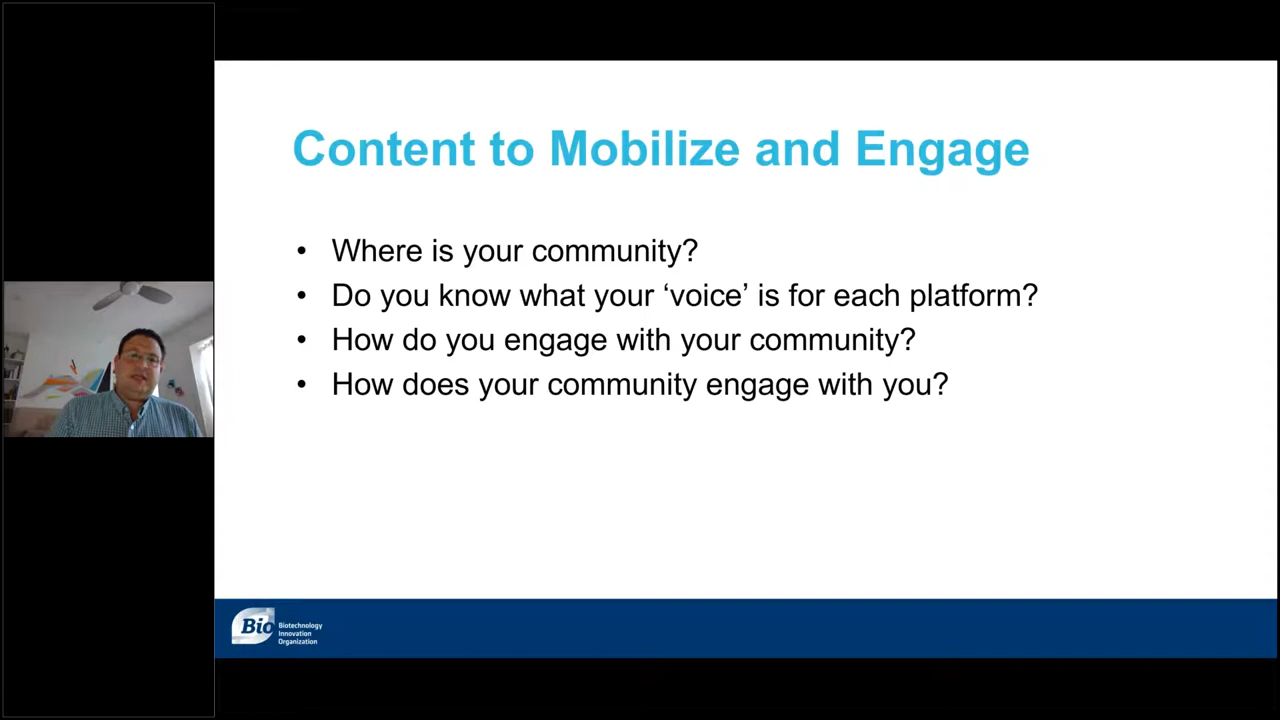 Content to Mobilize and Engage
• Where is your community?
• Do you know what your ‘voice’ is for each platform?
• How do you engage with your community?
• How does your community engage with you?
Bio
Biotechnology
Innovation
Organization